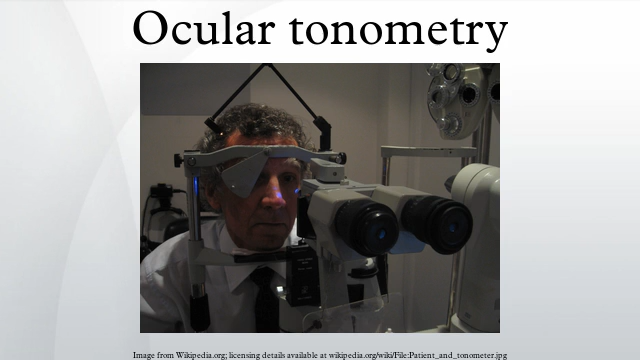 Ocular tonometry
Image from Wikipedia.org; licensing details available at wikipedia.org/wiki/File:Patient_and_tonometer.jpg